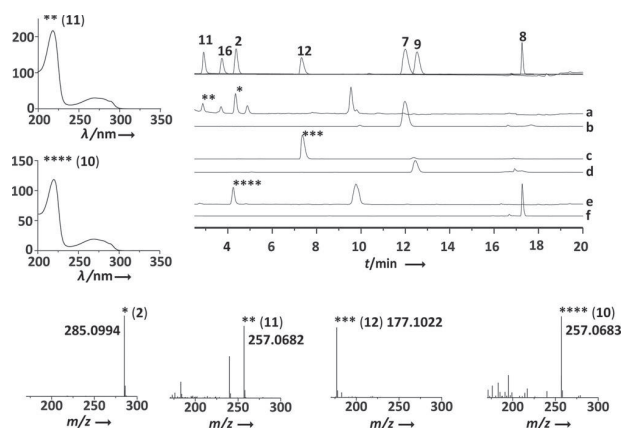 ** (11)
200
100
0
200 250 300 350
λ/nm
**** (10)
150
100
50
0
200 250 300 350
λ/nm
11 16 2 12 7 9 8
** * a
b
*** c
d
**** e
f
4 6 8 10 12 14 16 18 20
t/min
* (2)
285.0994
200 250 300
m/z
** (11)
257.0682
200 250 300
m/z
*** (12) 177.1022
200 250 300
m/z
**** (10)
257.0683
200 250 300
m/z